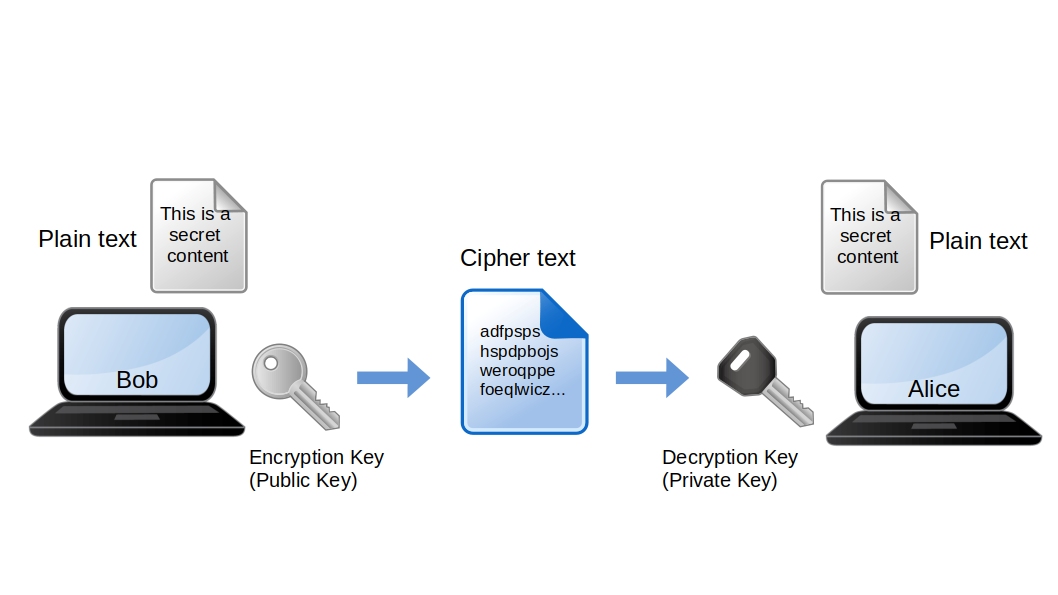 Plain text
This is a
secret
content
Bob
Encryption Key
(Public Key)
Cipher text
adfpsps
hspdpbojs
weroqppe
foeqlwicz...
Decryption Key
(Private Key)
This is a
secret
content
Plain text
Alice